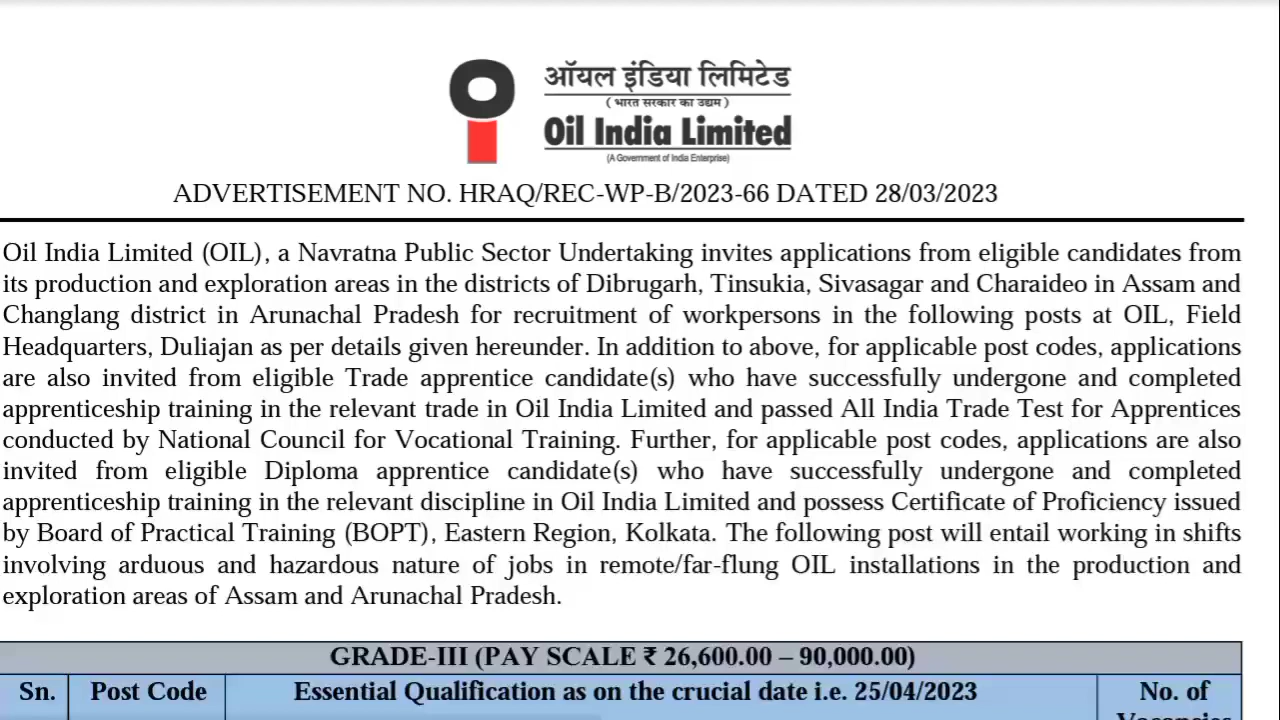 ऑयल इंडिया लिमिटेड
( भारत सरकार का उद्यम )
Oil India Limited
(A Government of India Enterprise)
ADVERTISEMENT NO. HRAQ/REC-WP-B/2023-66 DATED 28/03/2023
Oil India Limited (OIL), a Navratna Public Sector Undertaking invites applications from eligible candidates from
its production and exploration areas in the districts of Dibrugarh, Tinsukia, Sivasagar and Charaideo in Assam and
Changlang district in Arunachal Pradesh for recruitment of workpersons in the following posts at OIL, Field
Headquarters, Duliajan as per details given hereunder. In addition to above, for applicable post codes, applications
are also invited from eligible Trade apprentice candidate(s) who have successfully undergone and completed
apprenticeship training in the relevant trade in Oil India Limited and passed All India Trade Test for Apprentices
conducted by National Council for Vocational Training. Further, for applicable post codes, applications are also
invited from eligible Diploma apprentice candidate(s) who have successfully undergone and completed
apprenticeship training in the relevant discipline in Oil India Limited and possess Certificate of Proficiency issued
by Board of Practical Training (BOPT), Eastern Region, Kolkata. The following post will entail working in shifts
involving arduous and hazardous nature of jobs in remote/far-flung OIL installations in the production and
exploration areas of Assam and Arunachal Pradesh.
GRADE-III (PAY SCALE ₹ 26,600.00 – 90,000.00)
Sn. Post Code Essential Qualification as on the crucial date i.e. 25/04/2023 No. of
Vacancies